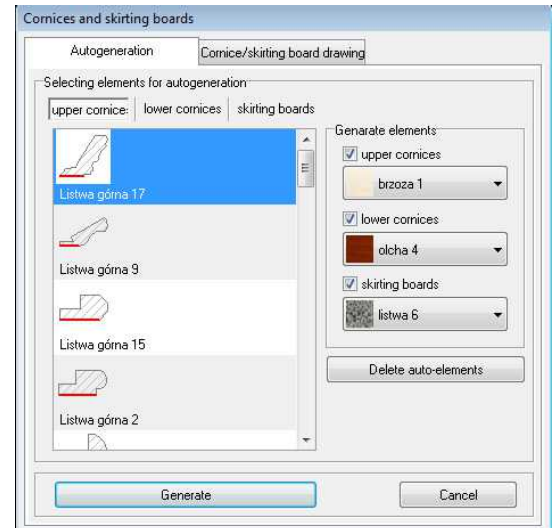 Cornices and skirting boards
Autogeneration
Cornice/skirting board drawing
Selecting elements for autogeneration
upper cornice:
lower cornices
skirting boards
Listwa górna 17
Listwa górna 9
Listwa górna 15
Listwa górna 2
Genarate elements
upper cornices
brzoza 1
lower cornices
olcha 4
skirting boards
listwa 6
Delete auto-elements
Generate
Cancel